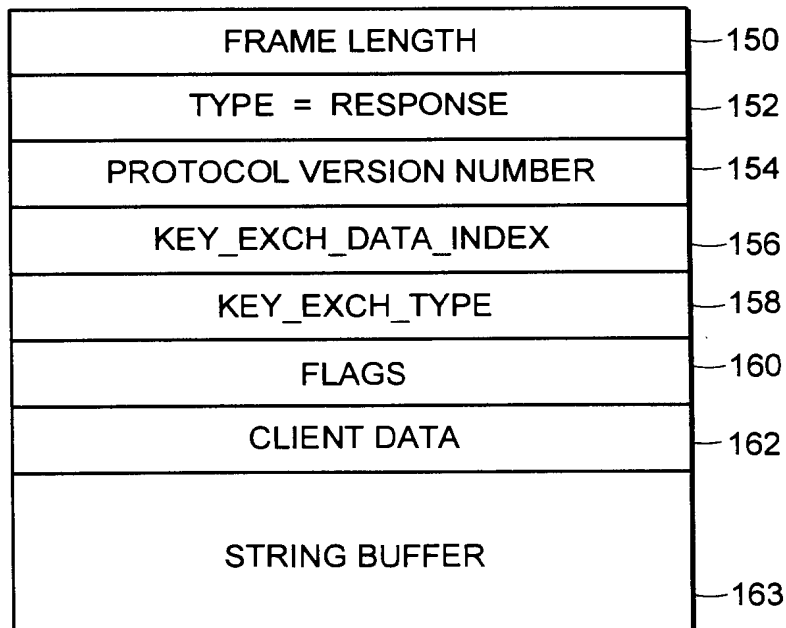 FRAME LENGTH 150
TYPE = RESPONSE 152
PROTOCOL VERSION NUMBER 154
KEY_EXCH_DATA_INDEX 156
KEY_EXCH_TYPE 158
FLAGS 160
CLIENT DATA 162
STRING BUFFER
163